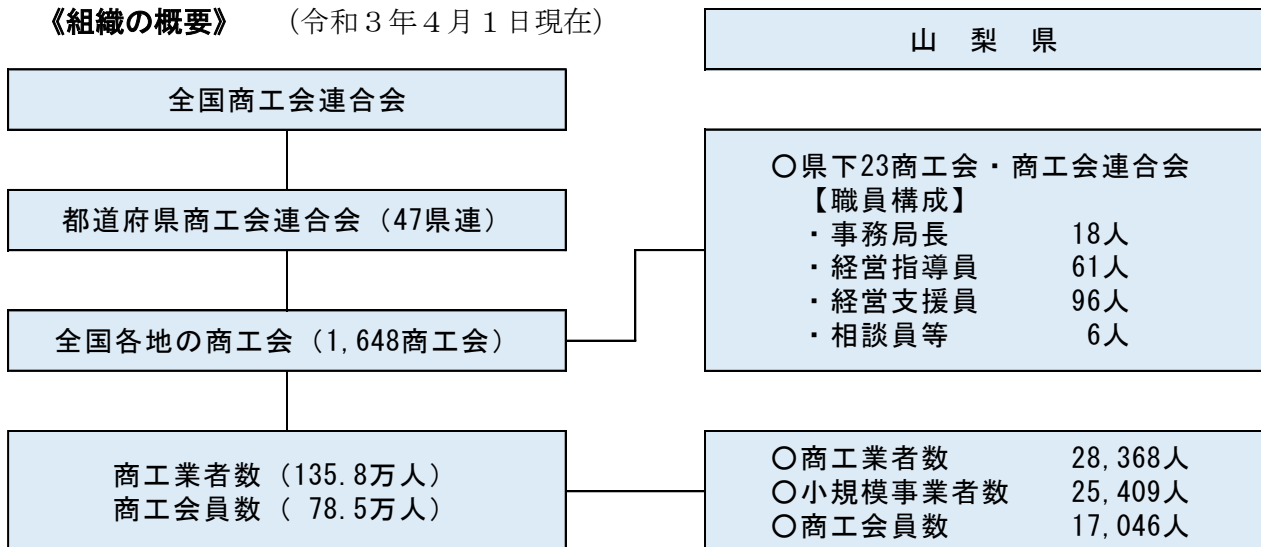 《組織の概要》 (令和３年４月１日現在)
全国商工会連合会
都道府県商工会連合会（47県連）
全国各地の商工会（1,648商工会）
商工業者数（135.8万人）
商工会員数（ 78.5万人）
山 梨 県
〇県下23商工会・商工会連合会
【職員構成】
・事務局長 18人
・経営指導員 61人
・経営支援員 96人
・相談員等 6人
〇商工業者数 28,368人
〇小規模事業者数 25,409人
〇商工会員数 17,046人